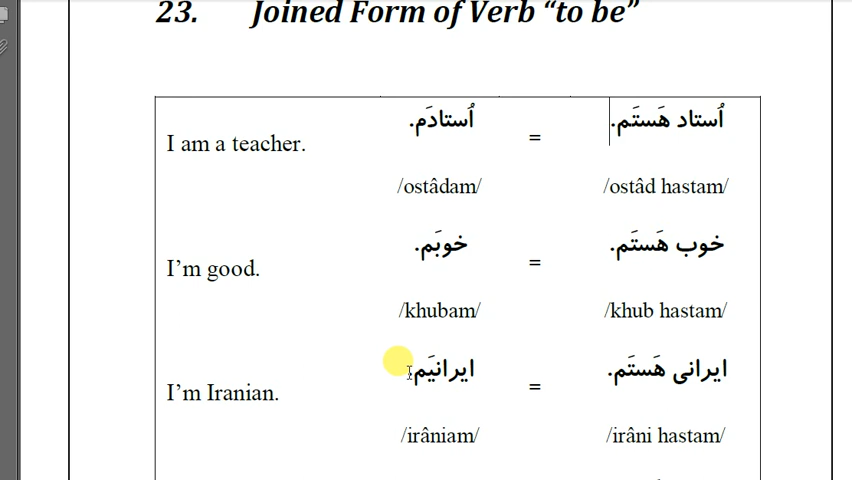 23. Joined Form of Verb “to be”
I am a teacher. اُستادَم. = اُستاد هَستَم.
/ostâdam/ /ostâd hastam/
I’m good. خوبَم. = خوب هَستَم.
/khubam/ /khub hastam/
I’m Iranian. ایرانیَم. = ایرانی هَستَم.
/irâniam/ /irâni hastam/